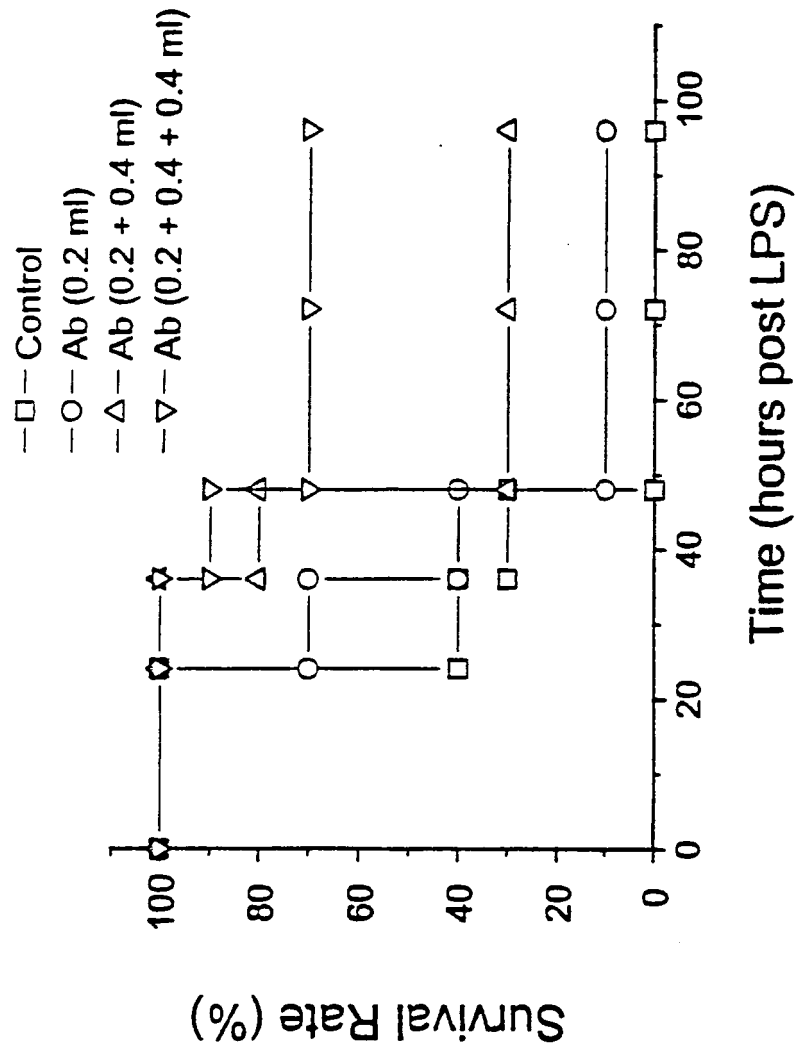 Control
Ab (0.2 ml)
Ab (0.2 + 0.4 ml)
Ab (0.2 + 0.4 + 0.4 ml)
Survival Rate (%)
100
80
60
40
20
0
0
20
40
60
80
100
Time (hours post LPS)